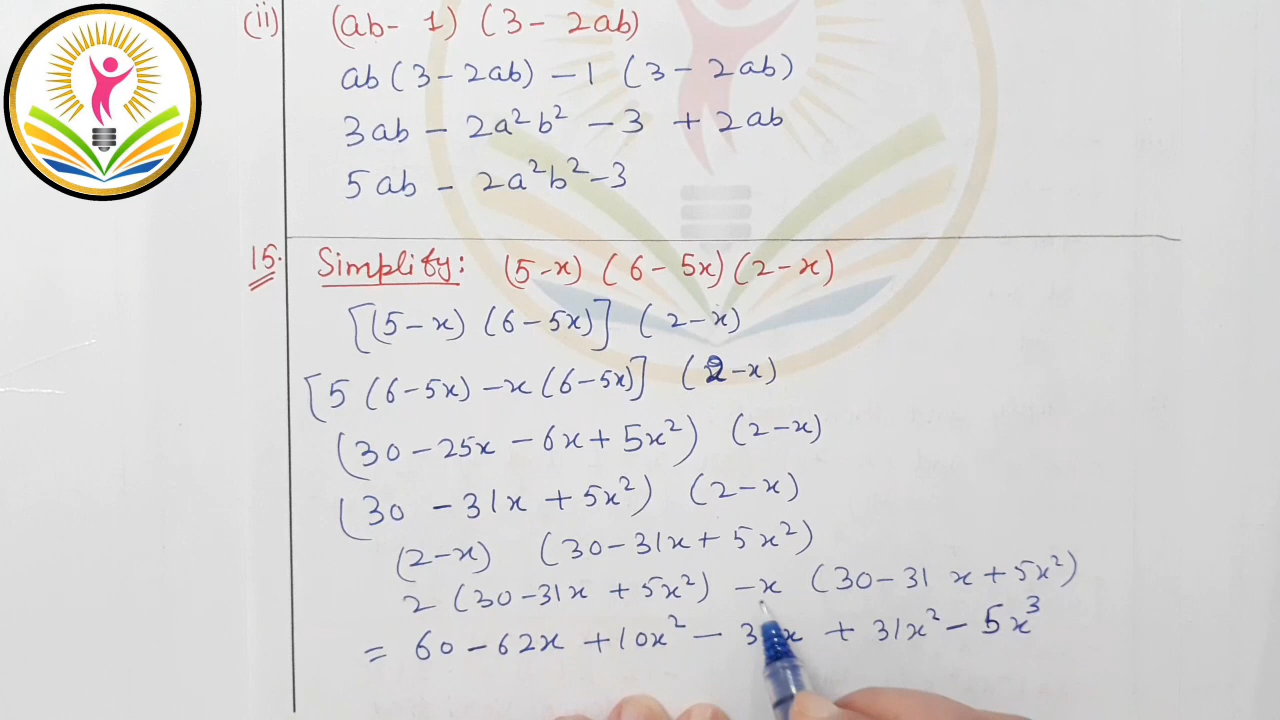 (ii) (ab - 1) (3 - 2ab)
ab (3 - 2ab) - 1 (3 - 2ab)
3ab - 2a²b² - 3 + 2ab
5ab - 2a²b² - 3
15. Simplify: (5-x) (6 - 5x) (2 - x)
[(5 - x) (6 - 5x)] (2 - x)
[5 (6 - 5x) - x (6 - 5x)] (2 - x)
(30 - 25x - 6x + 5x²) (2 - x)
(30 - 31x + 5x²) (2 - x)
(2 - x) (30 - 31x + 5x²)
2 (30 - 31x + 5x²) - x (30 - 31x + 5x²)
= 60 - 62x + 10x² - 3 x + 31x² - 5x³